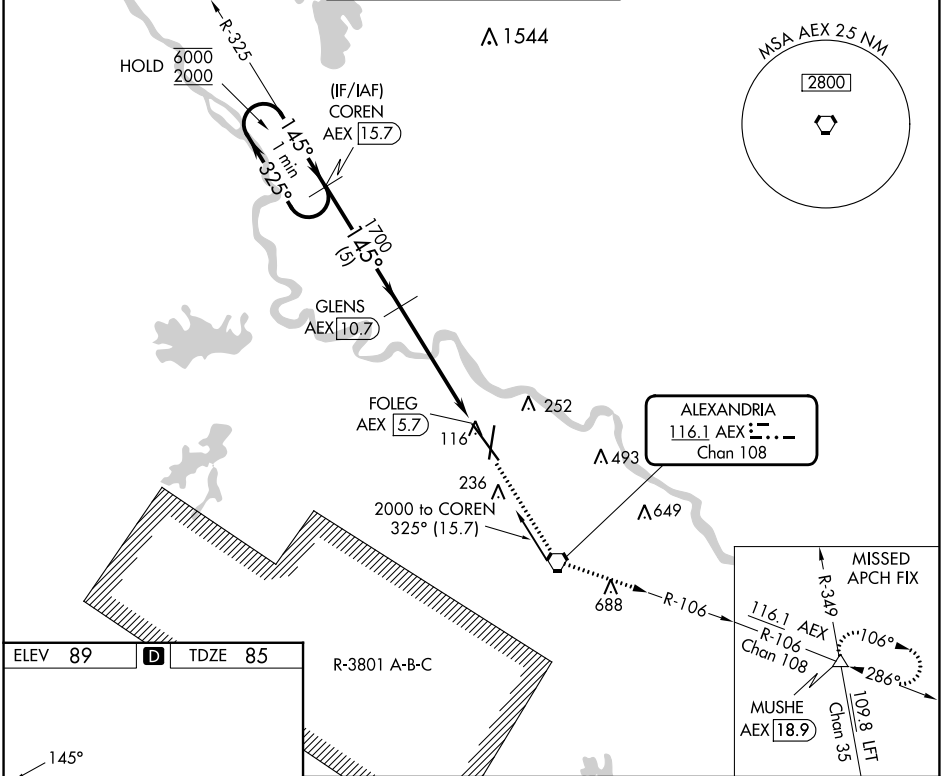 R-325
1544
MSA AEX 25 NM
2800
HOLD 6000
2000
(IF/IAF)
COREN
AEX 15.7
145°
1 min
325°
1700
145°
(5)
GLENS
AEX 10.7
FOLEG
AEX 5.7
116
252
ALEXANDRIA
116.1 AEX
Chan 108
493
236
649
2000 to COREN
325° (15.7)
688
R-106
MISSED
APCH FIX
R-349
116.1 AEX
R-106
Chan 108
106°
286°
MUSHE
AEX 18.9
109.8 LFT
Chan 35
R-3801 A-B-C
ELEV 89 D TDZE 85
145°